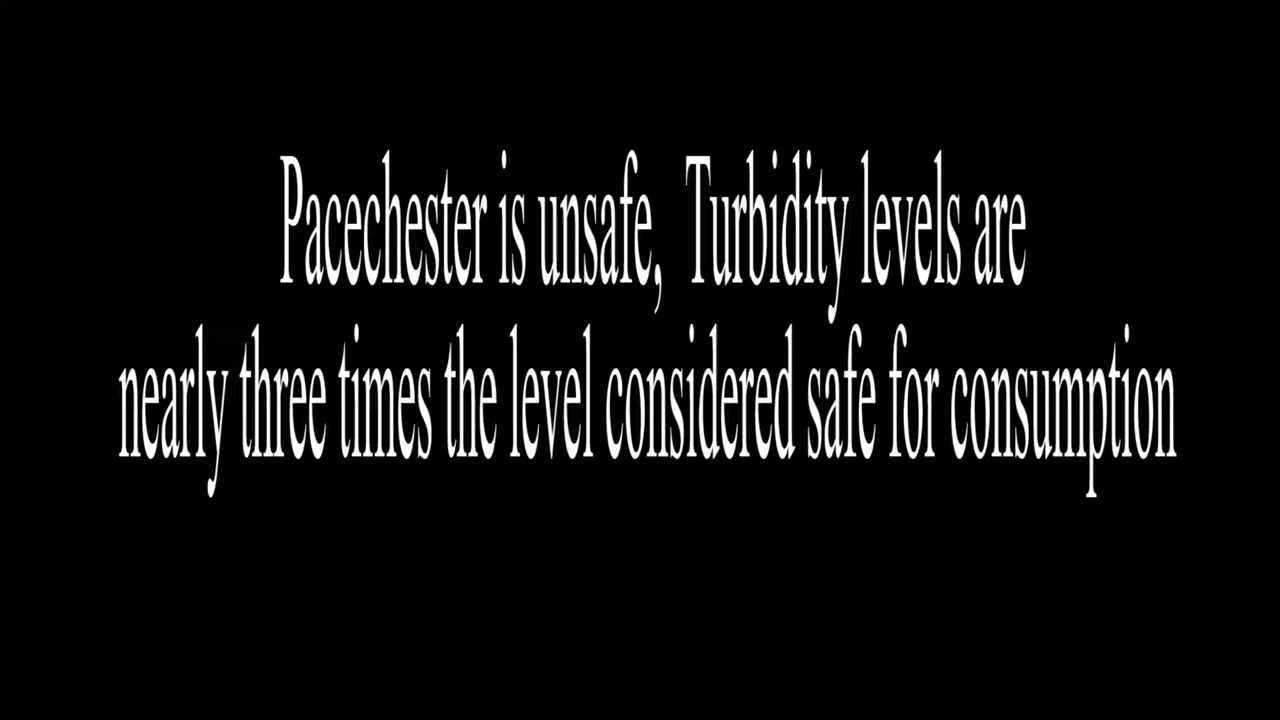 Pacechester is unsafe,  Turbidity levels are
nearly three times the level considered safe for consumption